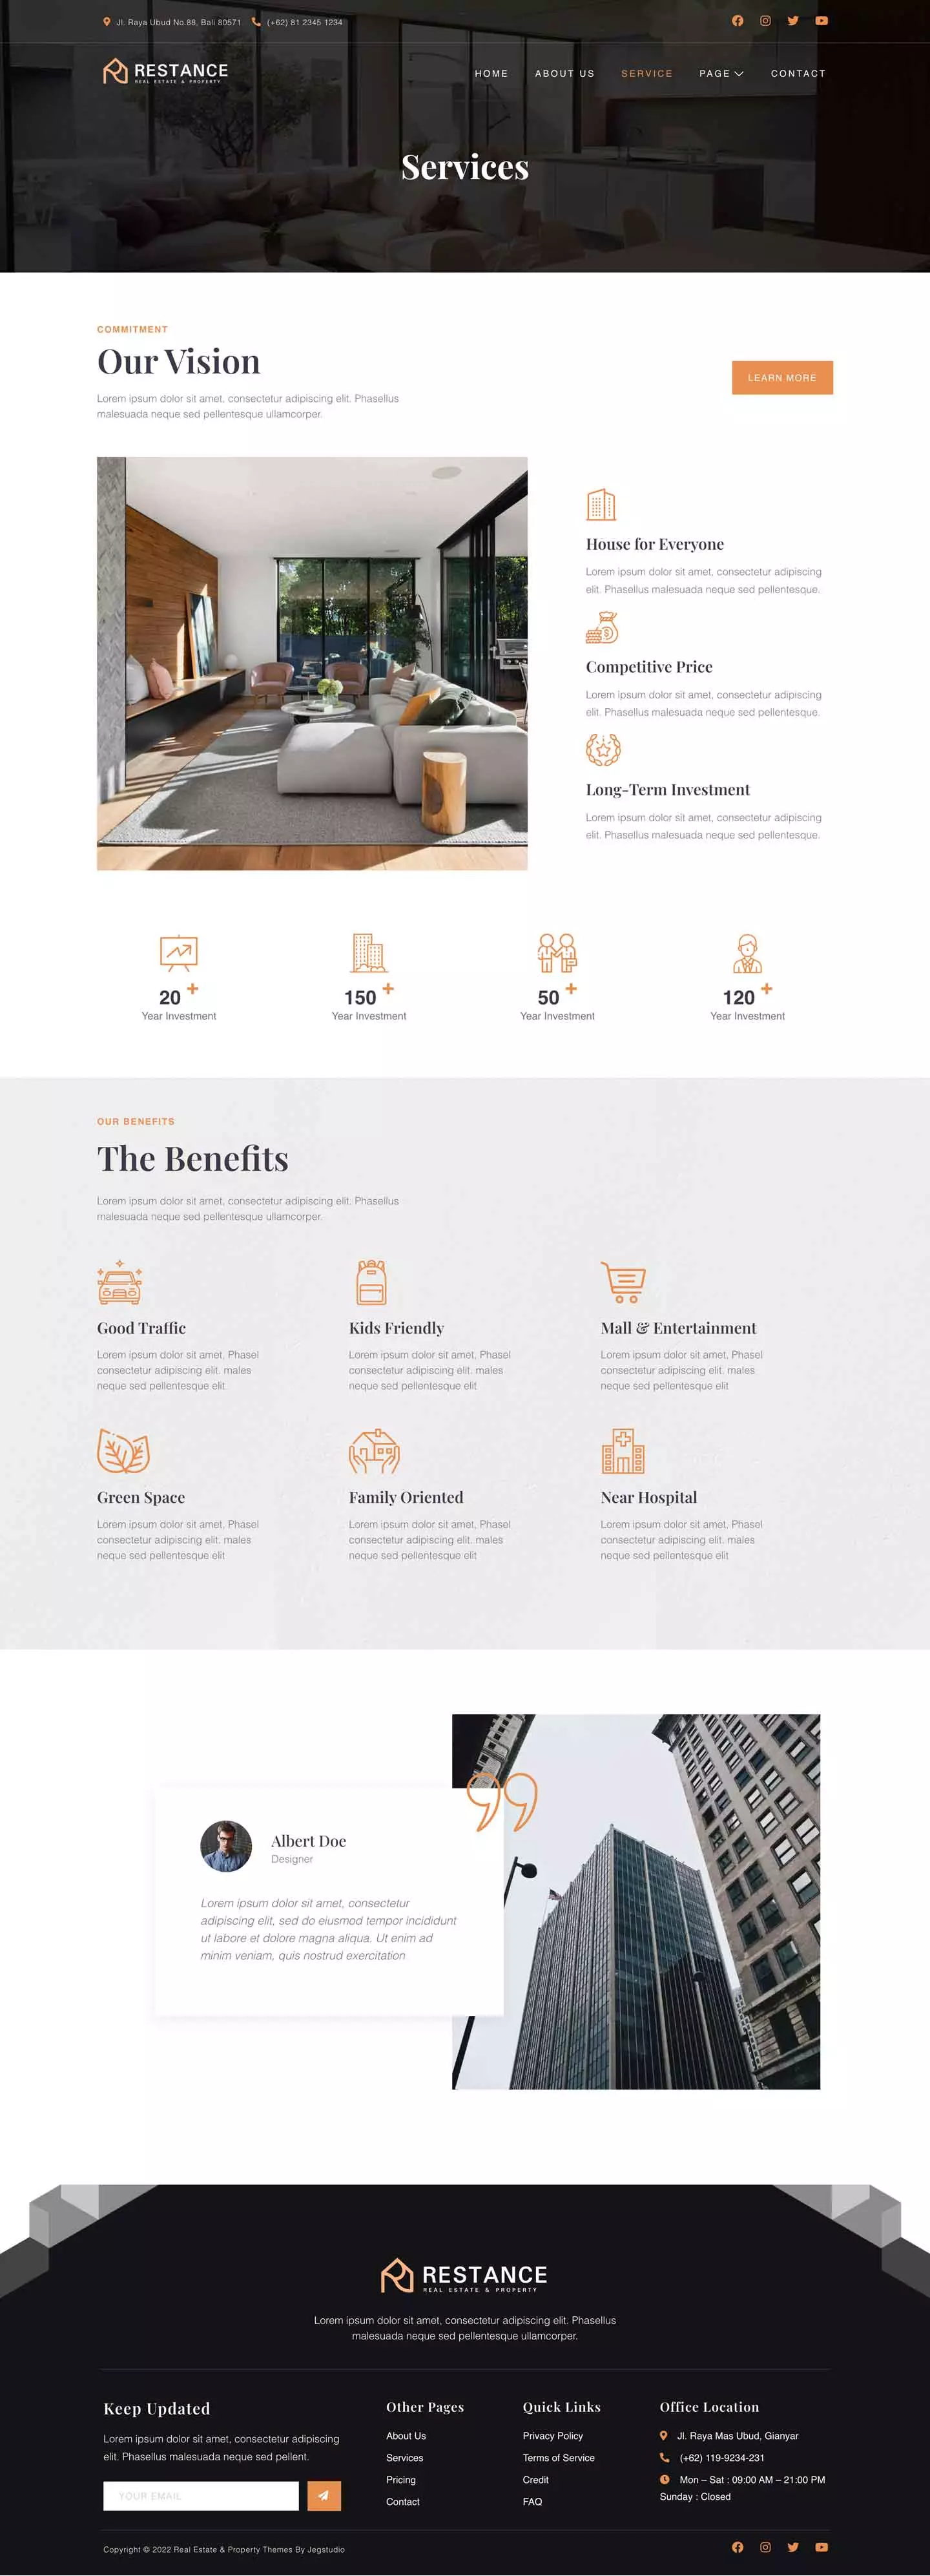 Jl. Raya Ubud No.88, Bali 80571 (+62) 81 2345 1234
RESTANCE
REAL ESTATE & PROPERTY
HOME ABOUT US SERVICE PAGE CONTACT
Services
COMMITMENT
Our Vision
Lorem ipsum dolor sit amet, consectetur adipiscing elit. Phasellus
malesuada neque sed pellentesque ullamcorper.
LEARN MORE
House for Everyone
Lorem ipsum dolor sit amet, consectetur adipiscing
elit. Phasellus malesuada neque sed pellentesque.
Competitive Price
Lorem ipsum dolor sit amet, consectetur adipiscing
elit. Phasellus malesuada neque sed pellentesque.
Long-Term Investment
Lorem ipsum dolor sit amet, consectetur adipiscing
elit. Phasellus malesuada neque sed pellentesque.
20 +
Year Investment
150 +
Year Investment
50 +
Year Investment
120 +
Year Investment
OUR BENEFITS
The Benefits
Lorem ipsum dolor sit amet, consectetur adipiscing elit. Phasellus
malesuada neque sed pellentesque ullamcorper.
Good Traffic
Lorem ipsum dolor sit amet, Phasel
consectetur adipiscing elit. males
neque sed pellentesque elit
Kids Friendly
Lorem ipsum dolor sit amet, Phasel
consectetur adipiscing elit. males
neque sed pellentesque elit
Mall & Entertainment
Lorem ipsum dolor sit amet, Phasel
consectetur adipiscing elit. males
neque sed pellentesque elit
Green Space
Lorem ipsum dolor sit amet, Phasel
consectetur adipiscing elit. males
neque sed pellentesque elit
Family Oriented
Lorem ipsum dolor sit amet, Phasel
consectetur adipiscing elit. males
neque sed pellentesque elit
Near Hospital
Lorem ipsum dolor sit amet, Phasel
consectetur adipiscing elit. males
neque sed pellentesque elit
Albert Doe
Designer
Lorem ipsum dolor sit amet, consectetur
adipiscing elit, sed do eiusmod tempor incididunt
ut labore et dolore magna aliqua. Ut enim ad
minim veniam, quis nostrud exercitation
RESTANCE
REAL ESTATE & PROPERTY
Lorem ipsum dolor sit amet, consectetur adipiscing elit. Phasellus
malesuada neque sed pellentesque ullamcorper.
Keep Updated
Lorem ipsum dolor sit amet, consectetur adipiscing
elit. Phasellus malesuada neque sed pellent.
YOUR EMAIL
Other Pages
About Us
Services
Pricing
Contact
Quick Links
Privacy Policy
Terms of Service
Credit
FAQ
Office Location
Jl. Raya Mas Ubud, Gianyar
(+62) 119-9234-231
Mon – Sat : 09:00 AM – 21:00 PM
Sunday : Closed
Copyright © 2022 Real Estate & Property Themes By Jegstudio